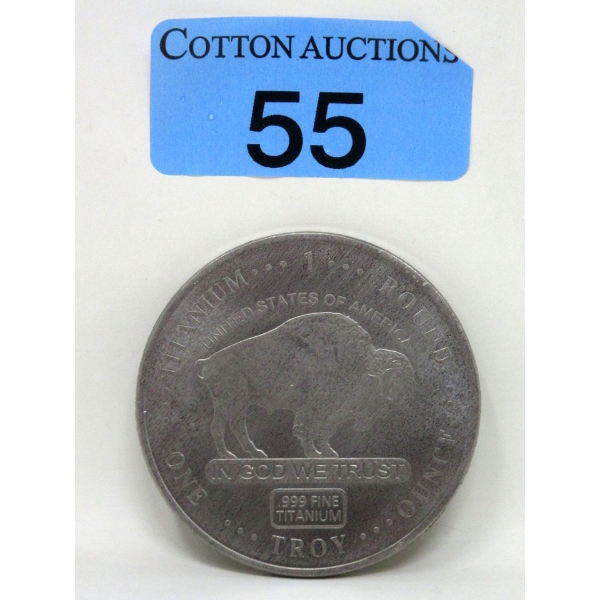 COTTON AUCTIONS
55
TITANIUM... 1 ... ROUND
UNITED STATES OF AMERICA
IN GOD WE TRUST
.999 FINE
TITANIUM
ONE ... TROY ... OUNCE